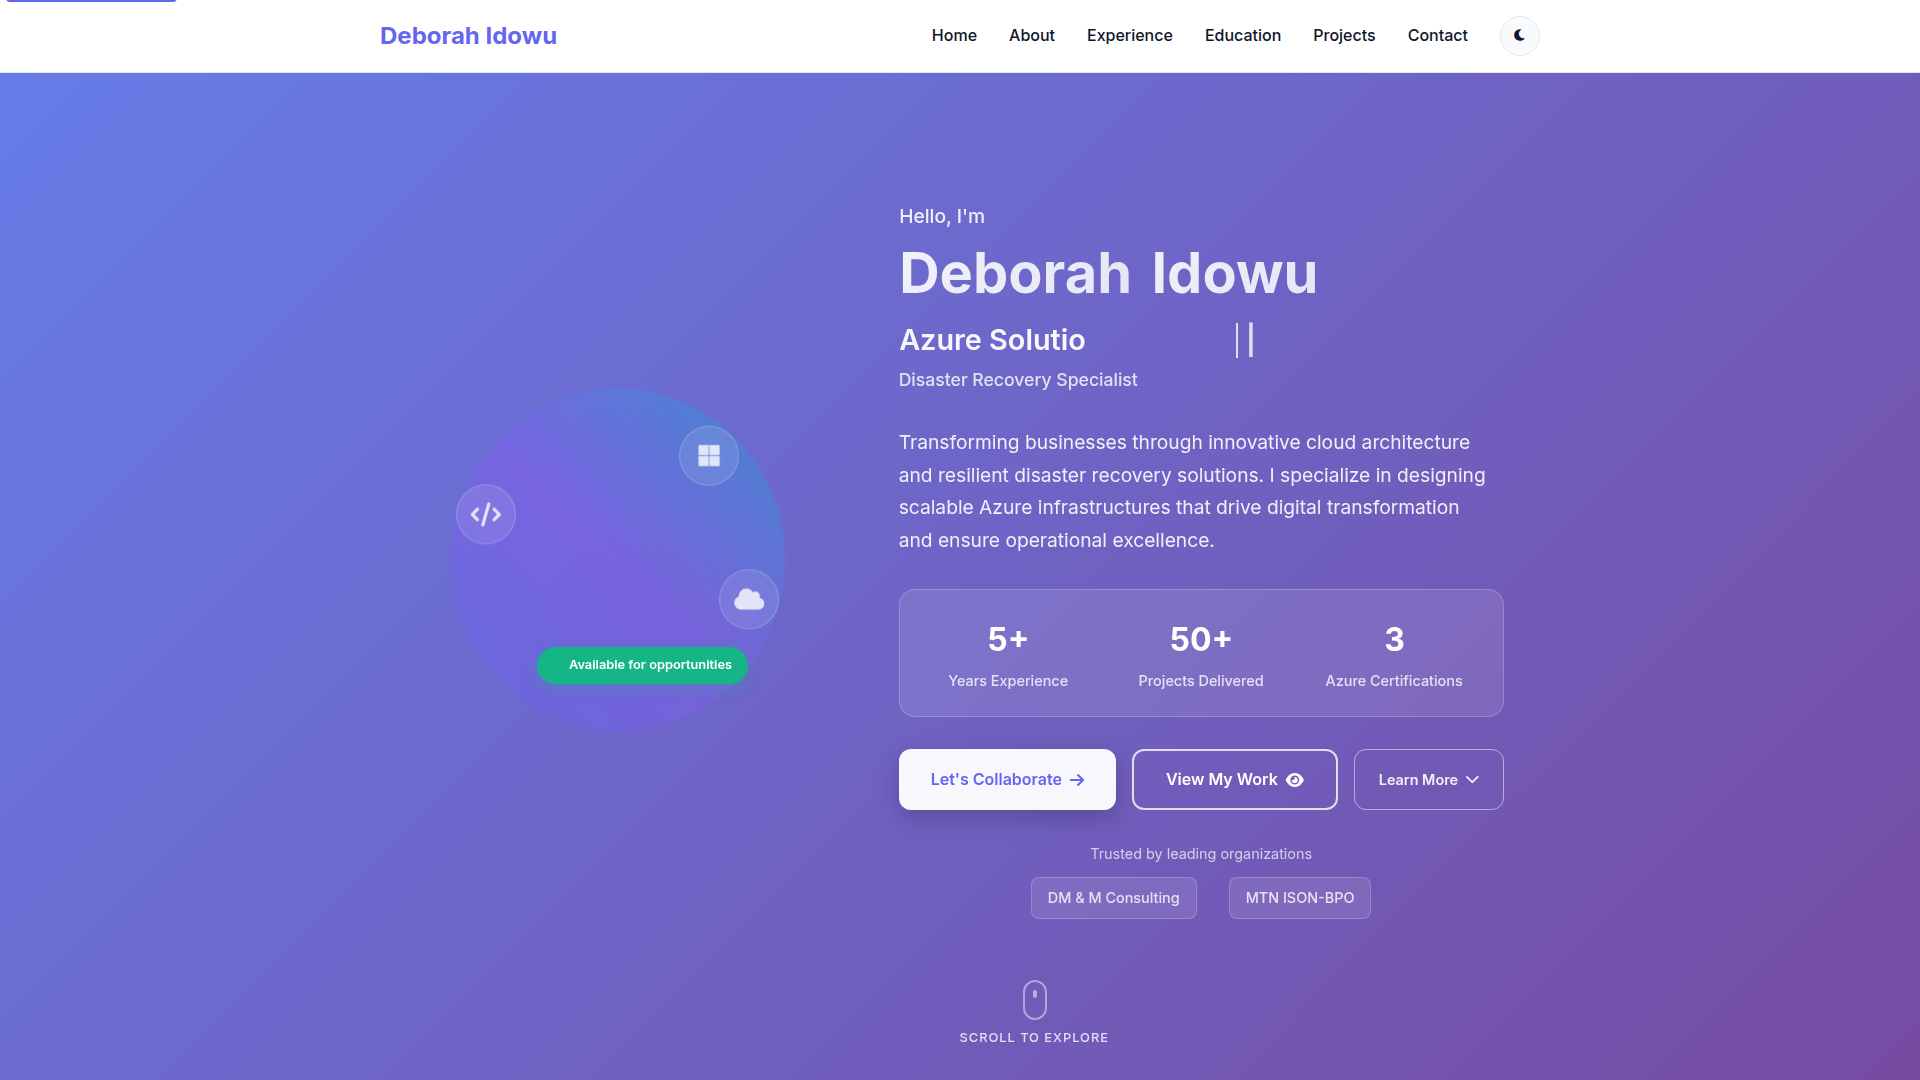 Deborah Idowu
Home About Experience Education Projects Contact
Hello, I'm
Deborah Idowu
Azure Solutio
Disaster Recovery Specialist
Transforming businesses through innovative cloud architecture
and resilient disaster recovery solutions. I specialize in designing
scalable Azure infrastructures that drive digital transformation
and ensure operational excellence.
Available for opportunities
5+ 50+ 3
Years Experience Projects Delivered Azure Certifications
Let's Collaborate View My Work Learn More
Trusted by leading organizations
DM & M Consulting MTN ISON-BPO
SCROLL TO EXPLORE